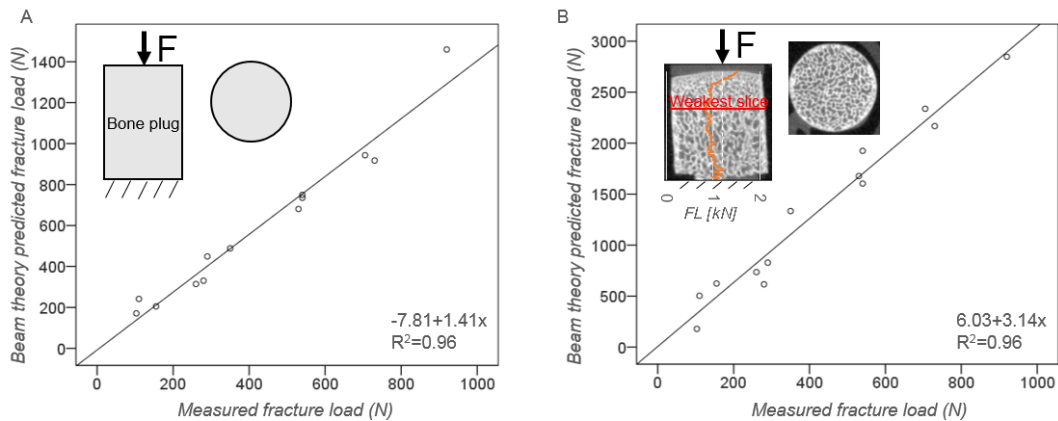 A
F
Bone plug
1400
1200
1000
800
600
400
200
0
Beam theory predicted fracture load (N)
-7.81+1.41x
R²=0.96
0 200 400 600 800 1000
Measured fracture load (N)
B
F
Weakest slice
0 1 2
FL [kN]
3000
2500
2000
1500
1000
500
0
Beam theory predicted fracture load (N)
6.03+3.14x
R²=0.96
0 200 400 600 800 1000
Measured fracture load (N)